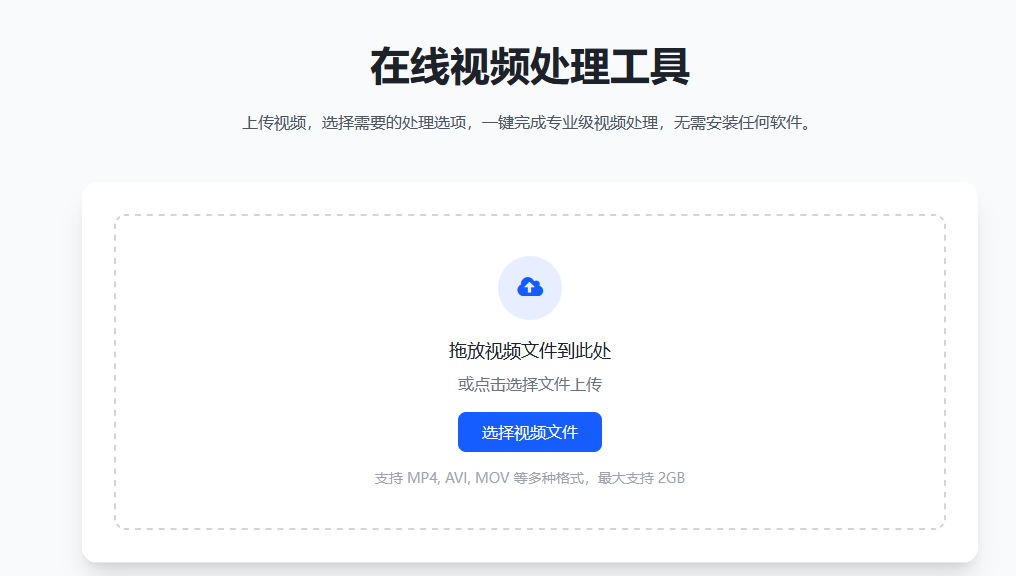 在线视频处理工具
上传视频，选择需要的处理选项，一键完成专业级视频处理，无需安装任何软件。
拖放视频文件到此处
或点击选择文件上传
选择视频文件
支持 MP4, AVI, MOV 等多种格式，最大支持 2GB